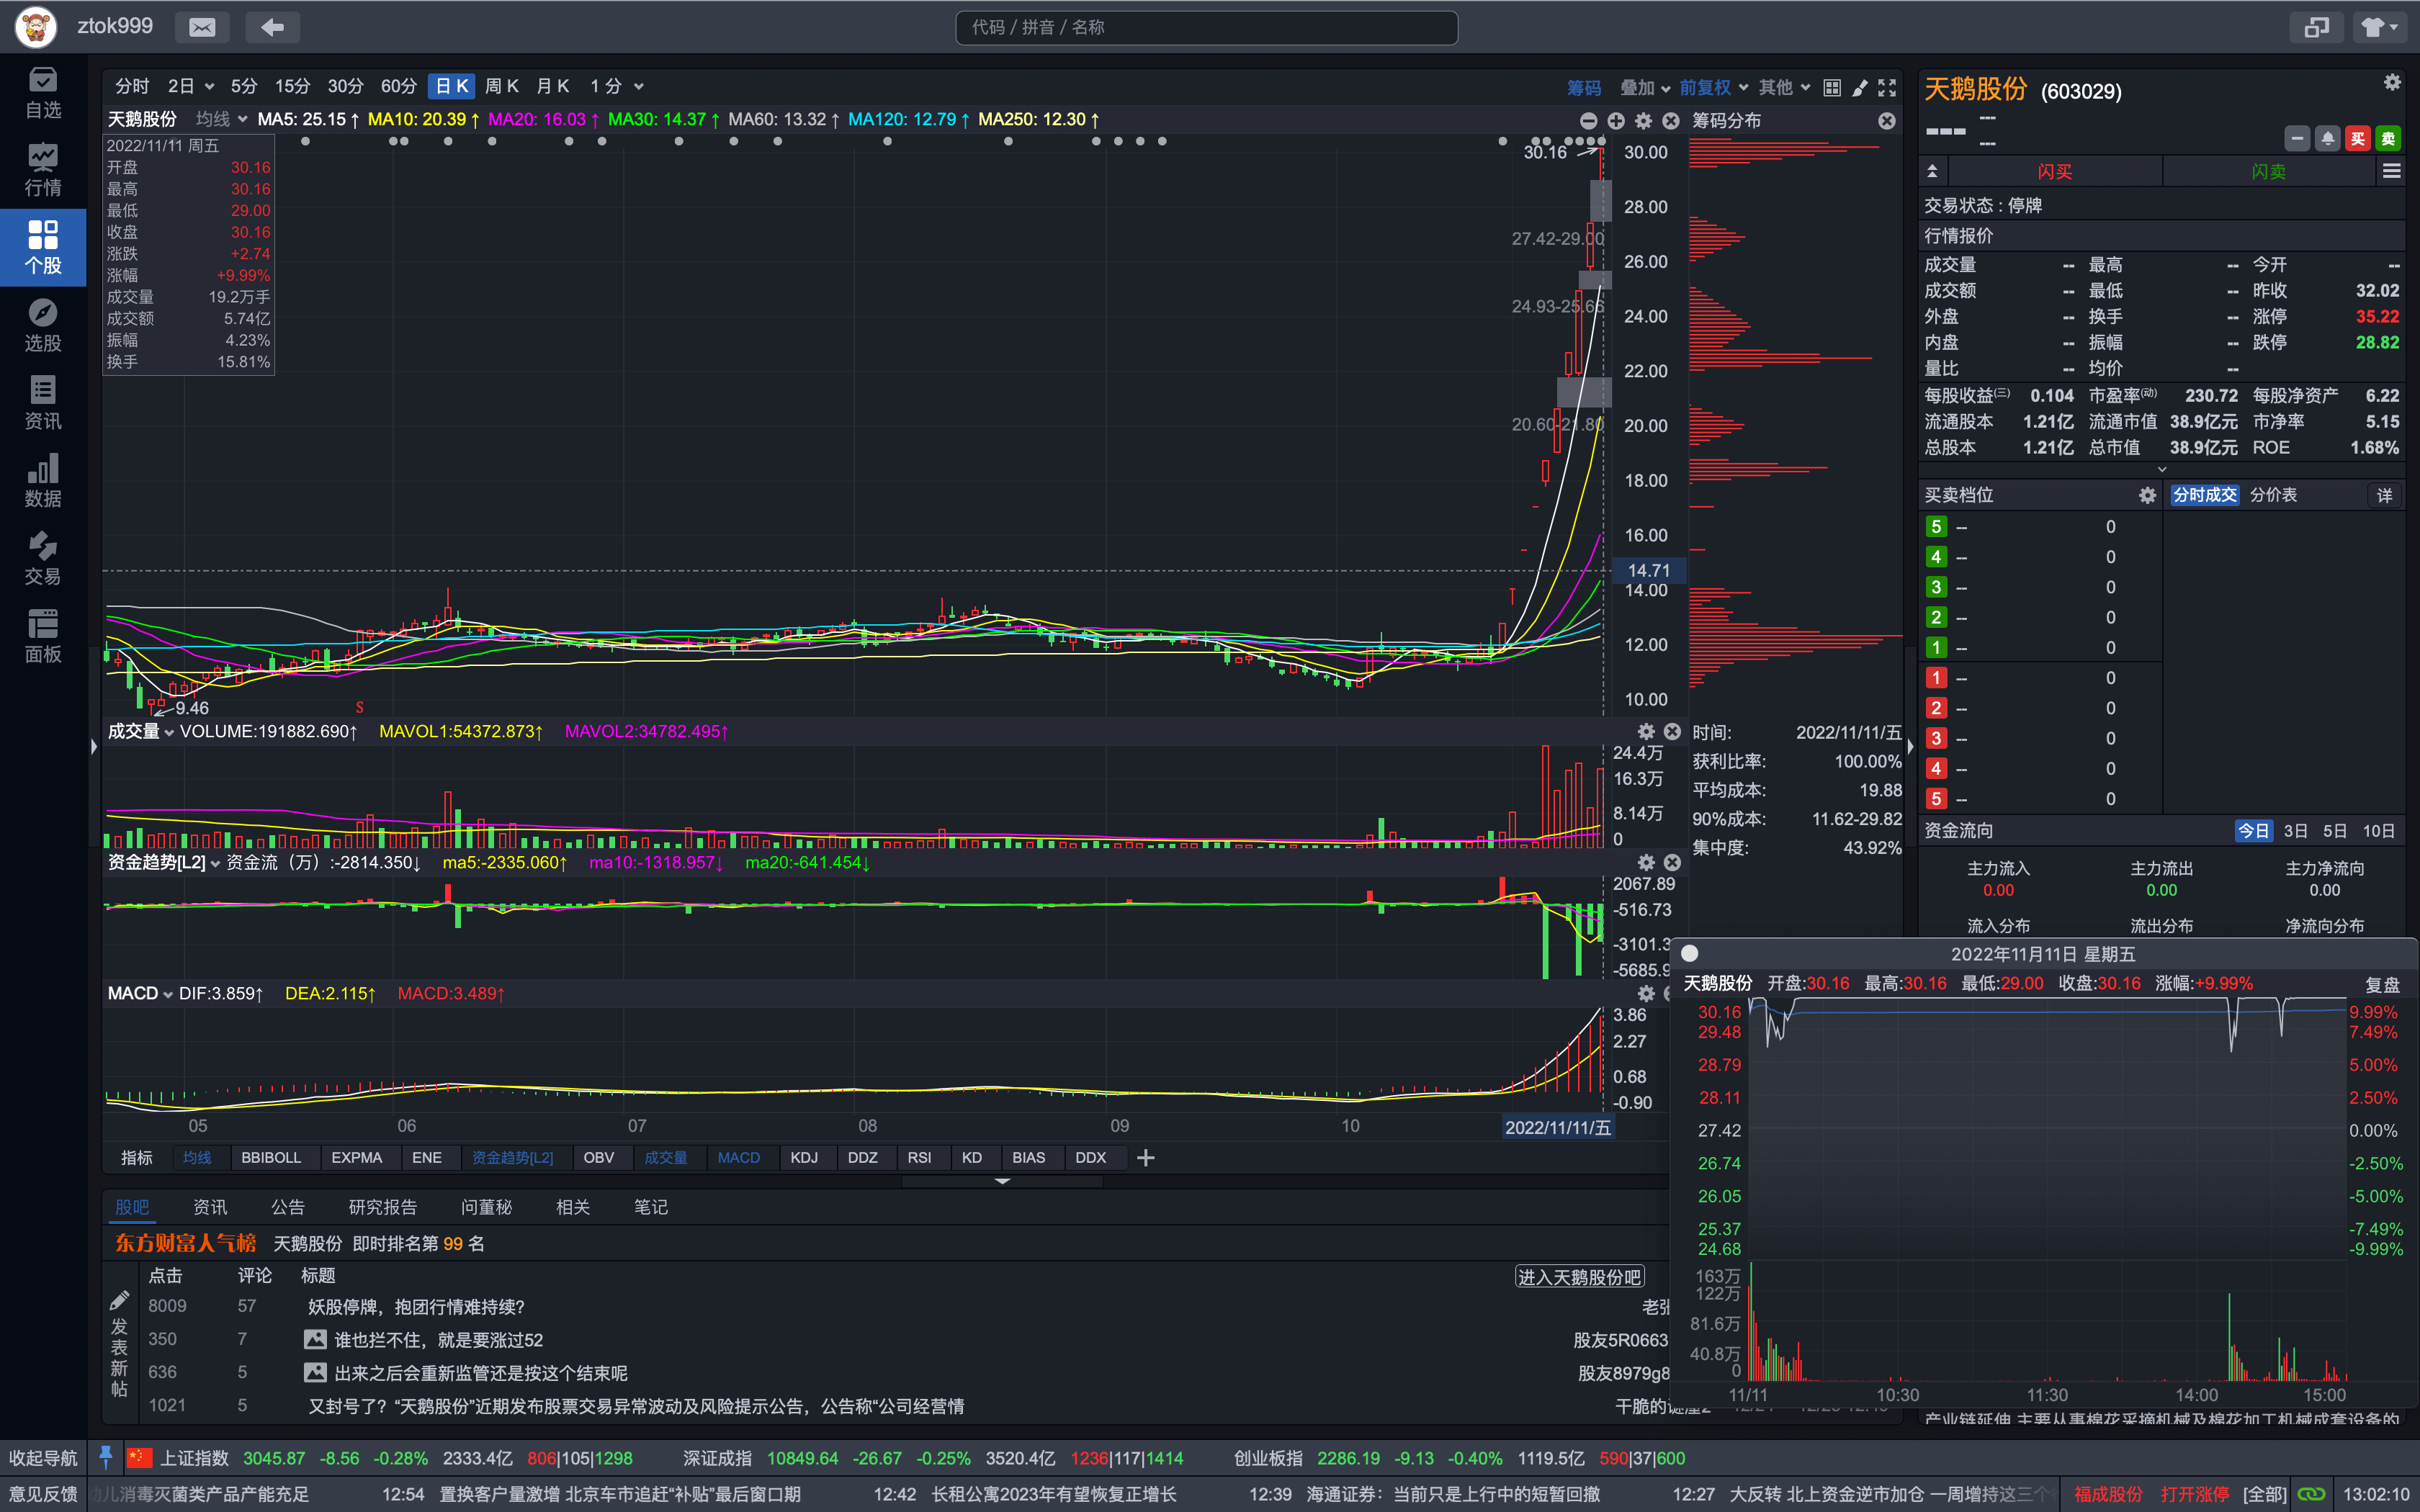 ztok999
代码 / 拼音 / 名称
自选
行情
个股
选股
资讯
数据
交易
面板
分时 2日 5分 15分 30分 60分 日K 周K 月K 1分
筹码 叠加 前复权 其他
天鹅股份 均线 MA5: 25.15↑ MA10: 20.39↑ MA20: 16.03↑ MA30: 14.37↑ MA60: 13.32↑ MA120: 12.79↑ MA250: 12.30↑
筹码分布
2022/11/11 周五
开盘 30.16
最高 30.16
最低 29.00
收盘 30.16
涨跌 +2.74
涨幅 +9.99%
成交量 19.2万手
成交额 5.74亿
振幅 4.23%
换手 15.81%
30.16
27.42-29.00
24.93-25.66
20.60-21.80
9.46
S
30.00
28.00
26.00
24.00
22.00
20.00
18.00
16.00
14.71
14.00
12.00
10.00
成交量 VOLUME:191882.690↑ MAVOL1:54372.873↑ MAVOL2:34782.495↑
24.4万
16.3万
8.14万
0
资金趋势[L2] 资金流（万）:-2814.350↓ ma5:-2335.060↑ ma10:-1318.957↓ ma20:-641.454↓
2067.89
-516.73
-3101.3
-5685.9
MACD DIF:3.859↑ DEA:2.115↑ MACD:3.489↑
3.86
2.27
0.68
-0.90
05 06 07 08 09 10 2022/11/11/五
指标 均线 BBIBOLL EXPMA ENE 资金趋势[L2] OBV 成交量 MACD KDJ DDZ RSI KD BIAS DDX
时间: 2022/11/11/五
获利比率: 100.00%
平均成本: 19.88
90%成本: 11.62-29.82
集中度: 43.92%
股吧 资讯 公告 研究报告 问董秘 相关 笔记
东方财富人气榜 天鹅股份 即时排名第 99 名
点击 评论 标题
进入天鹅股份吧
发表新帖
8009 57 妖股停牌，抱团行情难持续? 老张
350 7 谁也拦不住，就是要涨过52 股友5R0663
636 5 出来之后会重新监管还是按这个结束呢 股友8979g8
1021 5 又封号了？“天鹅股份”近期发布股票交易异常波动及风险提示公告，公告称“公司经营情 干脆的
天鹅股份 (603029)
---
---
---
买
卖
闪买 闪卖
交易状态 : 停牌
行情报价
成交量 -- 最高 -- 今开 --
成交额 -- 最低 -- 昨收 32.02
外盘 -- 换手 -- 涨停 35.22
内盘 -- 振幅 -- 跌停 28.82
量比 -- 均价 --
每股收益(三) 0.104 市盈率(动) 230.72 每股净资产 6.22
流通股本 1.21亿 流通市值 38.9亿元 市净率 5.15
总股本 1.21亿 总市值 38.9亿元 ROE 1.68%
买卖档位 分时成交 分价表 详
5 -- 0
4 -- 0
3 -- 0
2 -- 0
1 -- 0
1 -- 0
2 -- 0
3 -- 0
4 -- 0
5 -- 0
资金流向 今日 3日 5日 10日
主力流入 主力流出 主力净流向
0.00 0.00 0.00
流入分布 流出分布 净流向分布
2022年11月11日 星期五
天鹅股份 开盘:30.16 最高:30.16 最低:29.00 收盘:30.16 涨幅:+9.99% 复盘
30.16 9.99%
29.48 7.49%
28.79 5.00%
28.11 2.50%
27.42 0.00%
26.74 -2.50%
26.05 -5.00%
25.37 -7.49%
24.68 -9.99%
163万
122万
81.6万
40.8万
0
11/11 10:30 11:30 14:00 15:00
产业链延伸 主要从事棉花采摘机械及棉花加工机械成套设备的
收起导航 上证指数 3045.87 -8.56 -0.28% 2333.4亿 806|105|1298 深证成指 10849.64 -26.67 -0.25% 3520.4亿 1236|117|1414 创业板指 2286.19 -9.13 -0.40% 1119.5亿 590|37|600
意见反馈 幼儿消毒灭菌类产品产能充足 12:54 置换客户量激增 北京车市追赶“补贴”最后窗口期 12:42 长租公寓2023年有望恢复正增长 12:39 海通证券：当前只是上行中的短暂回撤 12:27 大反转 北上资金逆市加仓 一周增持这三个 福成股份 打开涨停 [全部] 13:02:10